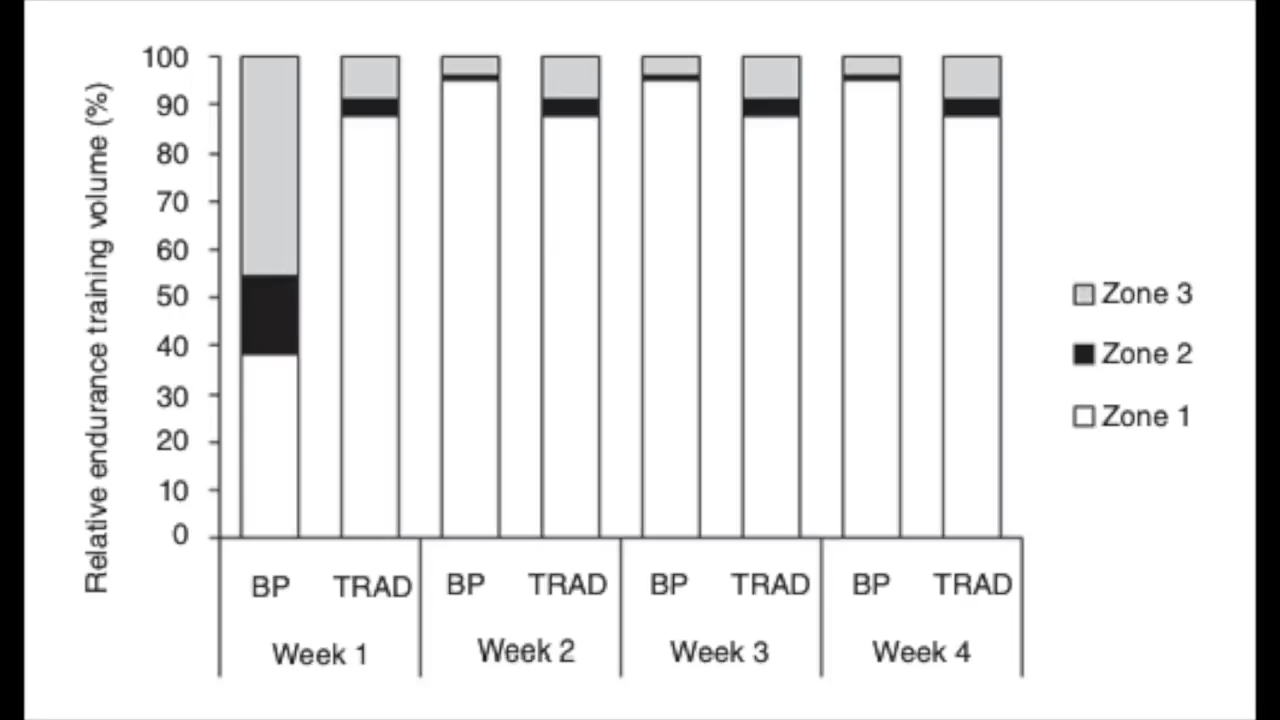 Relative endurance training volume (%)
100
90
80
70
60
50
40
30
20
10
0
BP TRAD BP TRAD BP TRAD BP TRAD
Week 1 Week 2 Week 3 Week 4
Zone 3
Zone 2
Zone 1